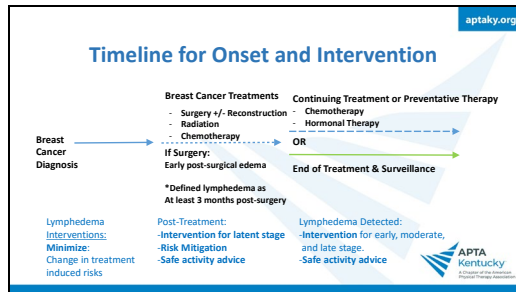 aptaky.org
Timeline for Onset and Intervention
Breast
Cancer
Diagnosis
Breast Cancer Treatments
- Surgery +/- Reconstruction
- Radiation
- Chemotherapy
If Surgery:
Early post-surgical edema
*Defined lymphedema as
At least 3 months post-surgery
Continuing Treatment or Preventative Therapy
- Chemotherapy
- Hormonal Therapy
OR
End of Treatment & Surveillance
Lymphedema
Interventions:
Minimize:
Change in treatment
induced risks
Post-Treatment:
-Intervention for latent stage
-Risk Mitigation
-Safe activity advice
Lymphedema Detected:
-Intervention for early, moderate,
and late stage.
-Safe activity advice
APTA
Kentucky
A Chapter of the American
Physical Therapy Association